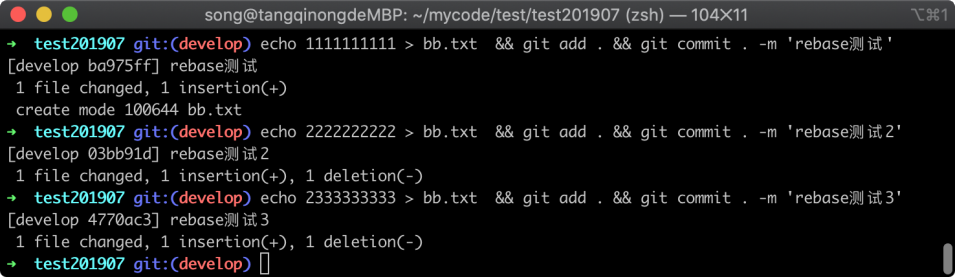 song@tangqinongdeMBP: ~/mycode/test/test201907 (zsh) — 104×11 ⌥⌘1
➜ test201907 git:(develop) echo 1111111111 > bb.txt  && git add . && git commit . -m 'rebase测试'
[develop ba975ff] rebase测试
 1 file changed, 1 insertion(+)
 create mode 100644 bb.txt
➜ test201907 git:(develop) echo 2222222222 > bb.txt  && git add . && git commit . -m 'rebase测试2'
[develop 03bb91d] rebase测试2
 1 file changed, 1 insertion(+), 1 deletion(-)
➜ test201907 git:(develop) echo 2333333333 > bb.txt  && git add . && git commit . -m 'rebase测试3'
[develop 4770ac3] rebase测试3
 1 file changed, 1 insertion(+), 1 deletion(-)
➜ test201907 git:(develop)